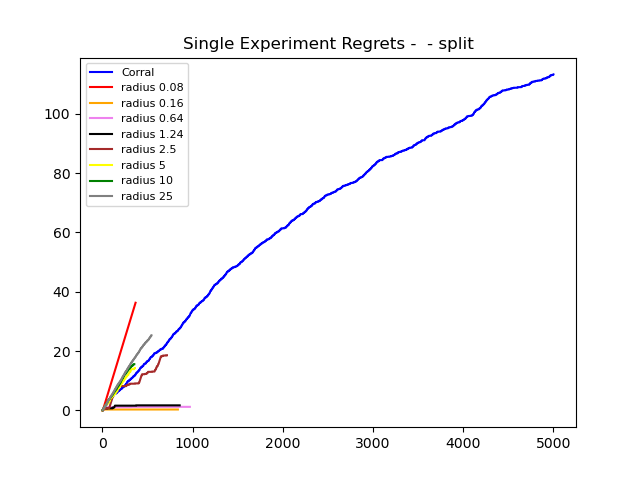 Single Experiment Regrets -  - split
Corral
radius 0.08
radius 0.16
radius 0.64
radius 1.24
radius 2.5
radius 5
radius 10
radius 25
100
80
60
40
20
0
0 1000 2000 3000 4000 5000